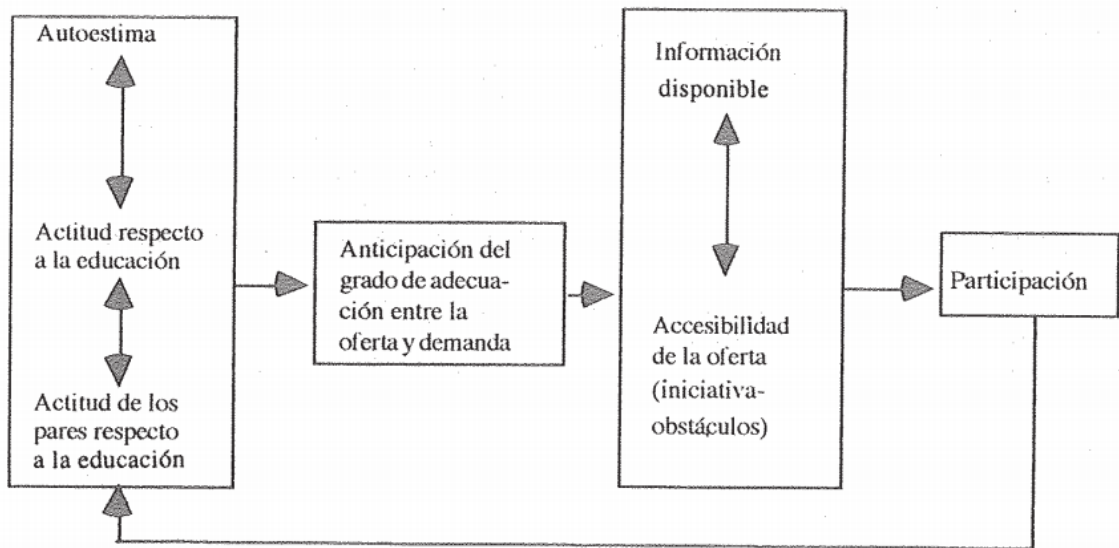 Autoestima
Actitud respecto
a la educación
Actitud de los
pares respecto
a la educación
Anticipación del
grado de adecua-
ción entre la
oferta y demanda
Información
disponible
Accesibilidad
de la oferta
(iniciativa-
obstáculos)
Participación